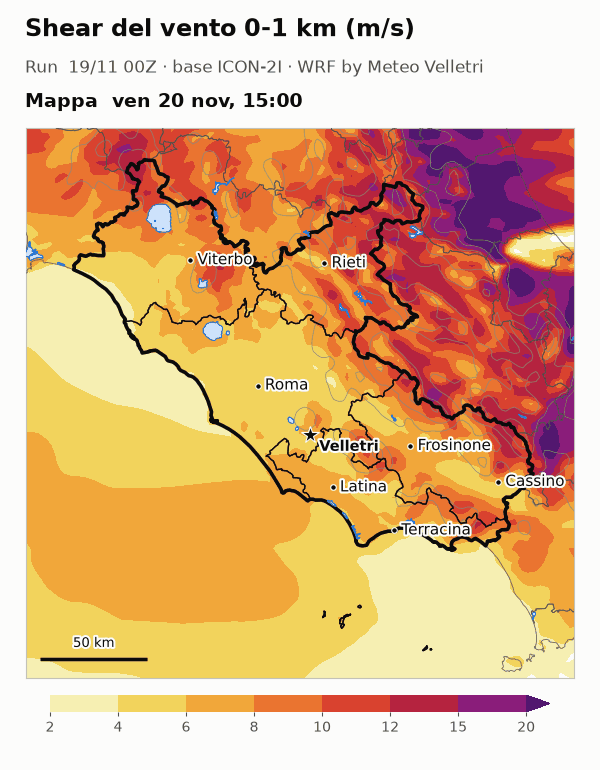 Shear del vento 0-1 km (m/s)
Run  19/11 00Z · base ICON-2I · WRF by Meteo Velletri
Mappa  ven 20 nov, 15:00
Viterbo
Rieti
Roma
Velletri
Frosinone
Latina
Cassino
Terracina
50 km
2 4 6 8 10 12 15 20